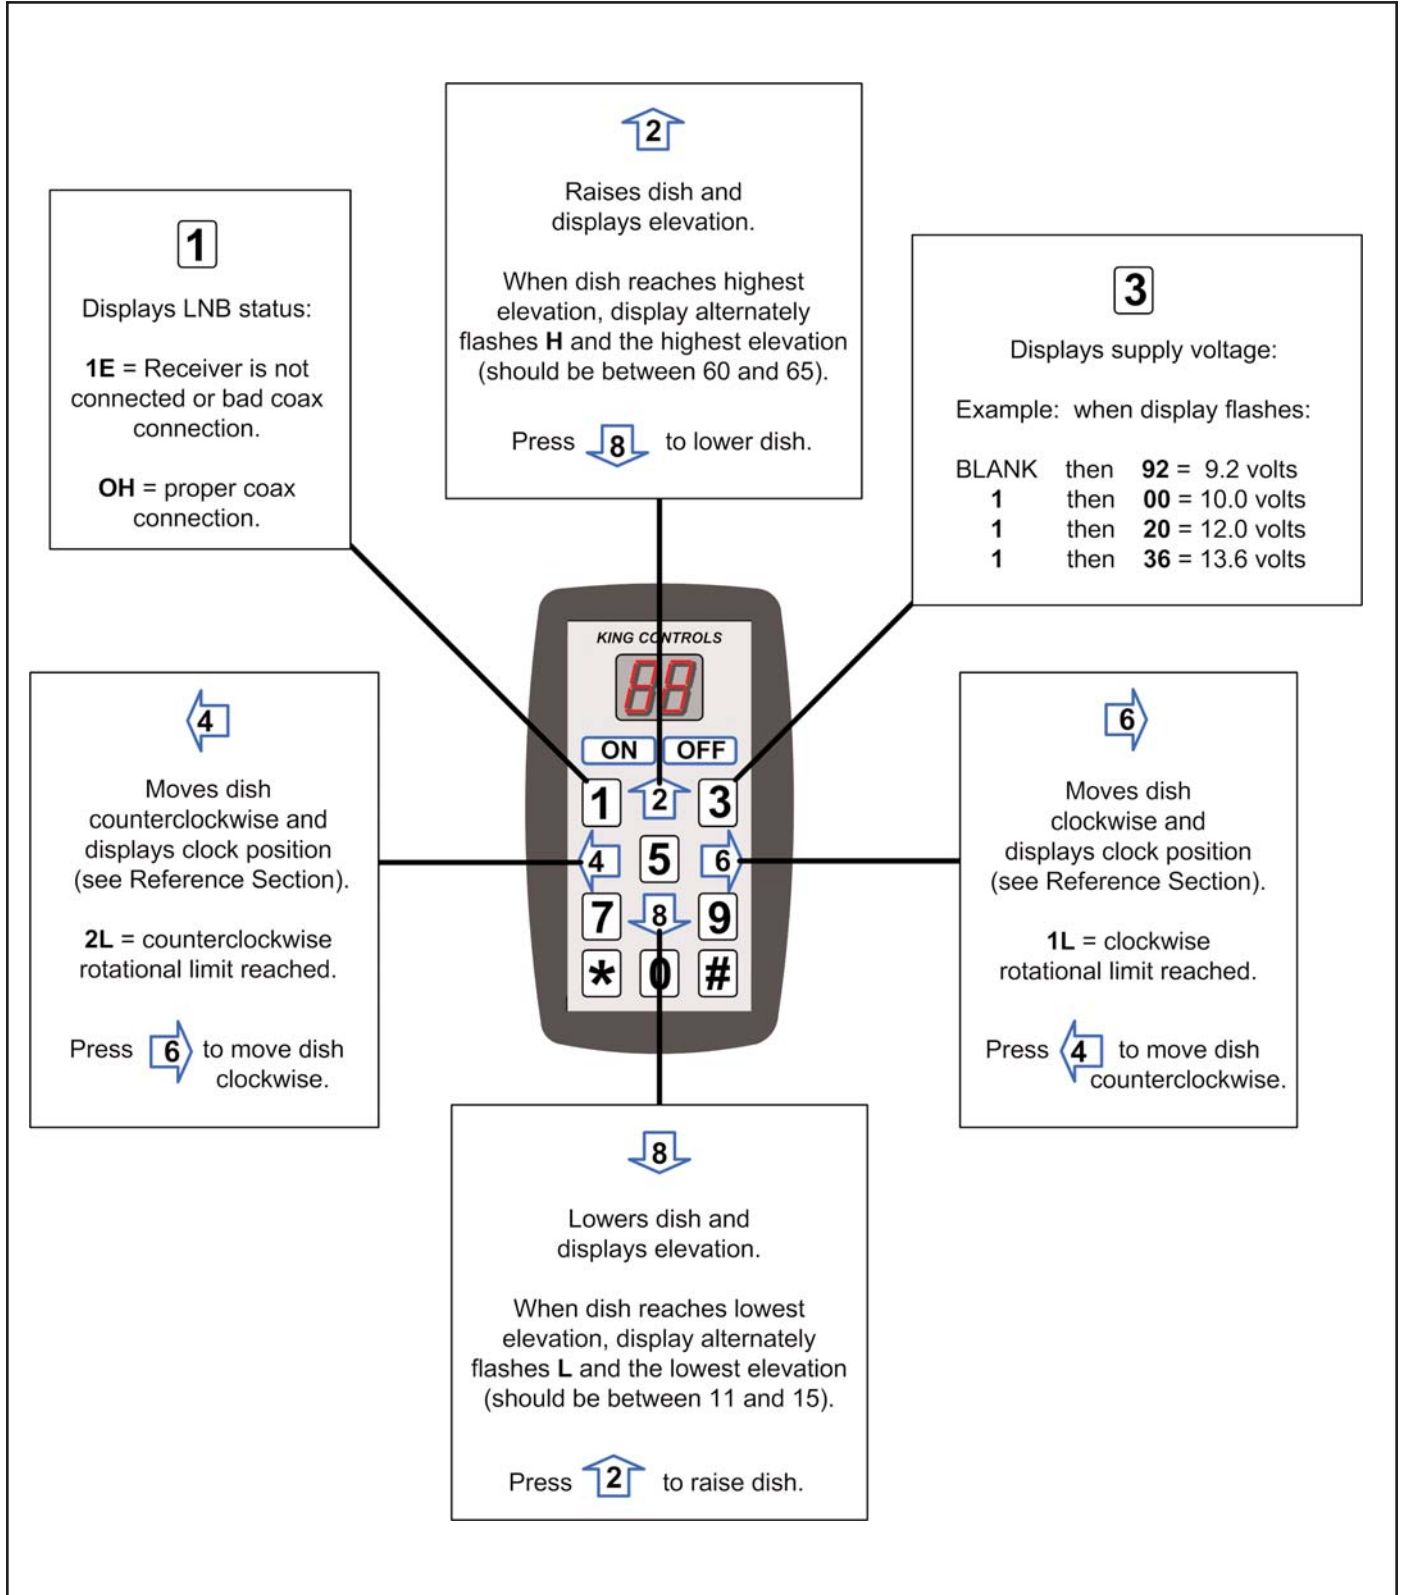 2
Raises dish and
displays elevation.
When dish reaches highest
elevation, display alternately
flashes H and the highest elevation
(should be between 60 and 65).
Press 8 to lower dish.
1
Displays LNB status:
1E = Receiver is not
connected or bad coax
connection.
OH = proper coax
connection.
3
Displays supply voltage:
Example: when display flashes:
BLANK then 92 = 9.2 volts
1 then 00 = 10.0 volts
1 then 20 = 12.0 volts
1 then 36 = 13.6 volts
KING CONTROLS
88
ON OFF
1 2 3
4 5 6
7 8 9
* 0 #
4
Moves dish
counterclockwise and
displays clock position
(see Reference Section).
2L = counterclockwise
rotational limit reached.
Press 6 to move dish
clockwise.
6
Moves dish
clockwise and
displays clock position
(see Reference Section).
1L = clockwise
rotational limit reached.
Press 4 to move dish
counterclockwise.
8
Lowers dish and
displays elevation.
When dish reaches lowest
elevation, display alternately
flashes L and the lowest elevation
(should be between 11 and 15).
Press 2 to raise dish.